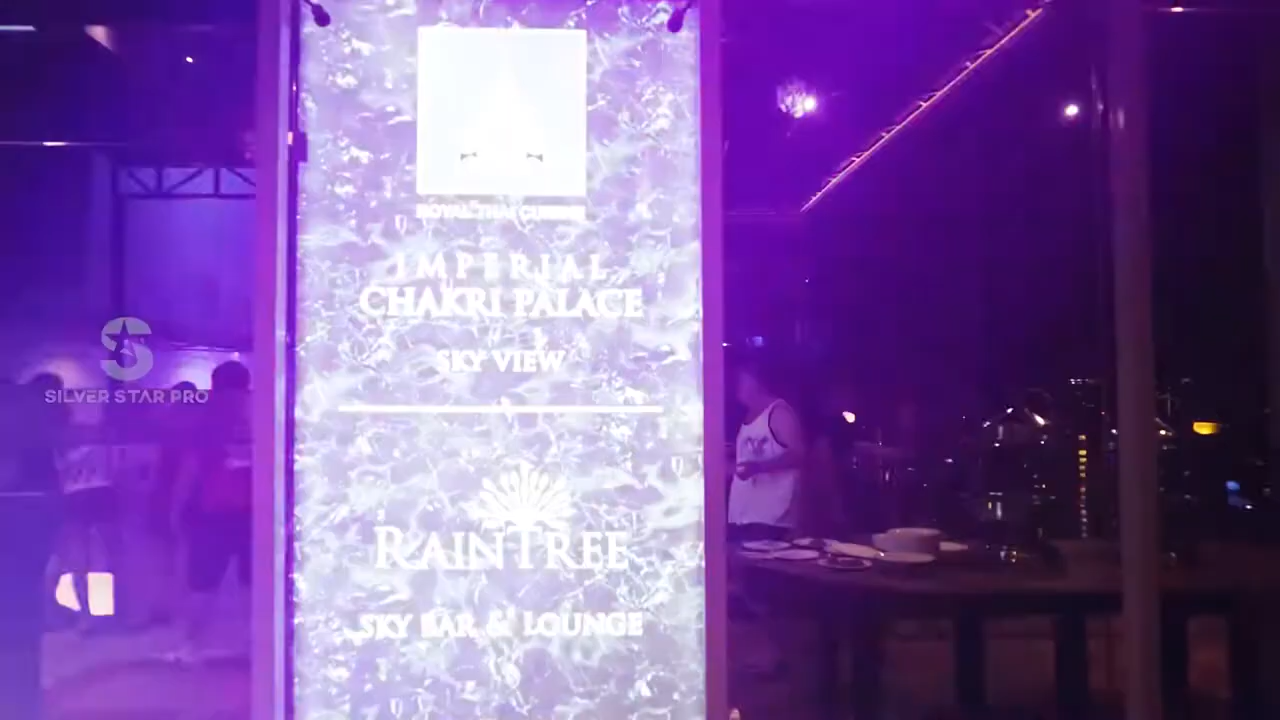 ROYAL THAI CUISINE
IMPERIAL
CHAKRI PALACE
SKY VIEW
RAINTREE
SKY BAR & LOUNGE
SILVER STAR PRO